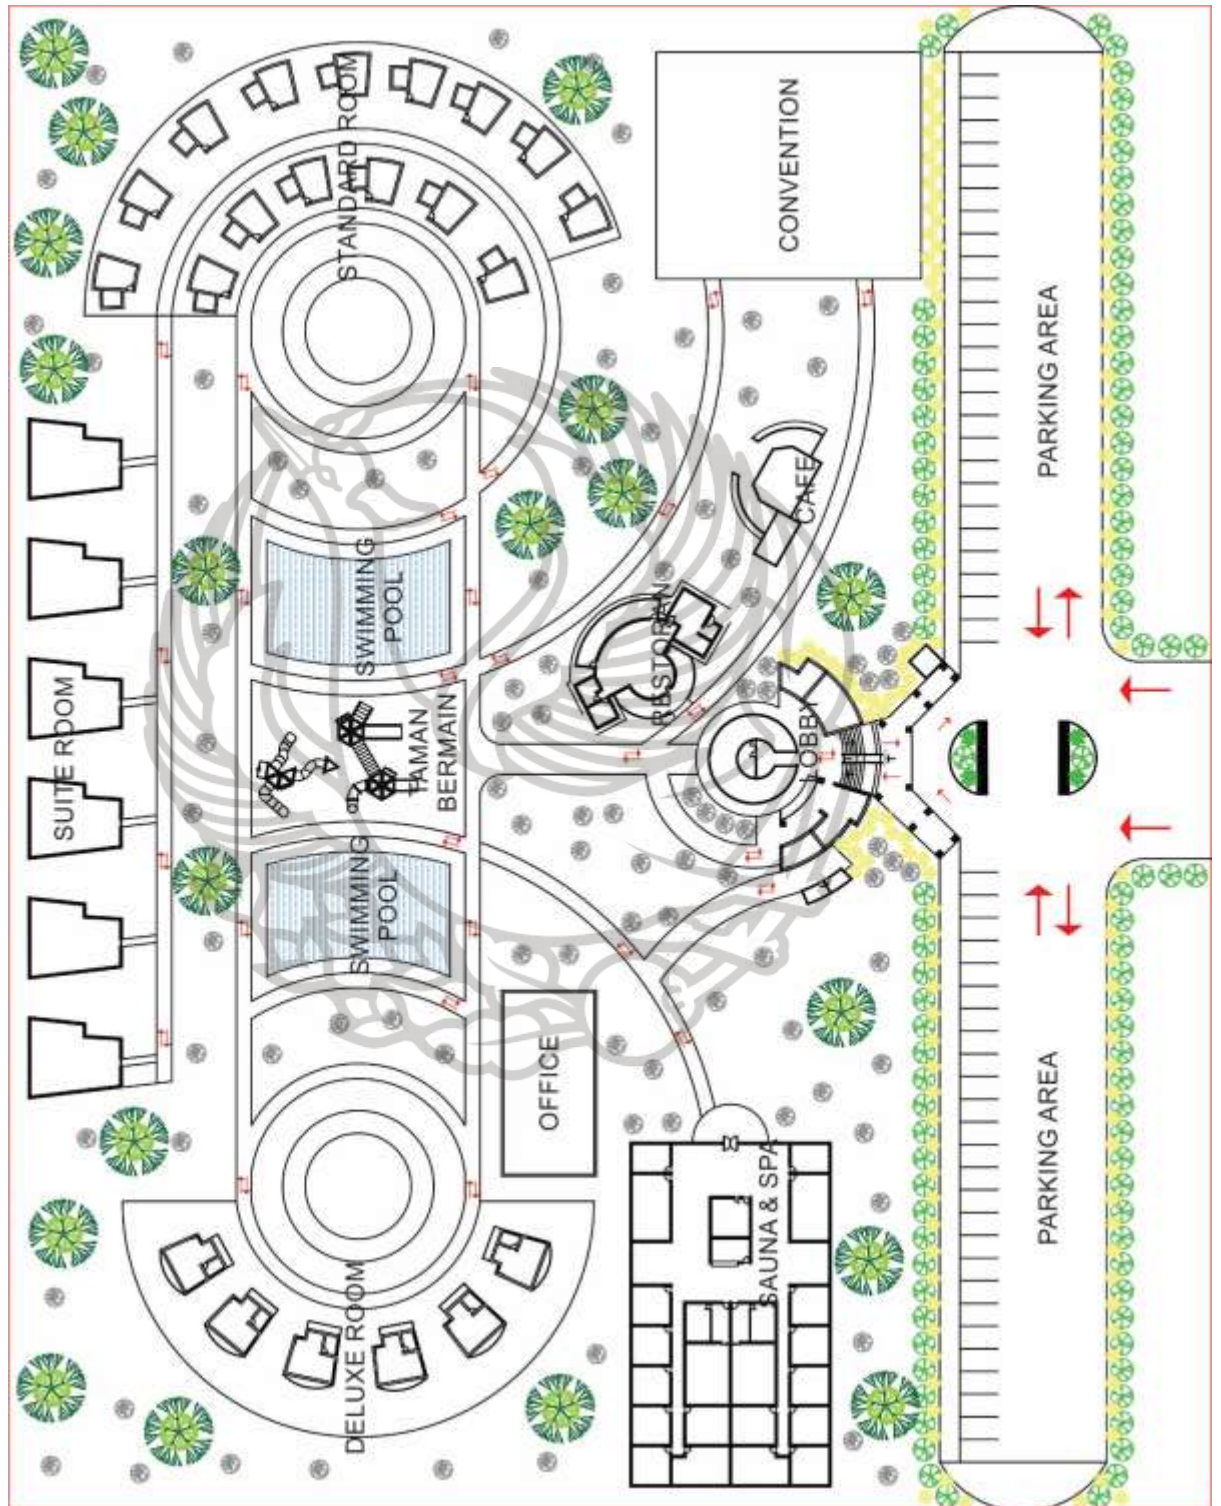 STANDARD ROOM
CONVENTION
PARKING AREA
CAFE
SWIMMING
POOL
RESTORAN
LOBBY
SUITE ROOM
TAMAN
BERMAIN
SWIMMING
POOL
OFFICE
SAUNA & SPA
PARKING AREA
DELUXE ROOM